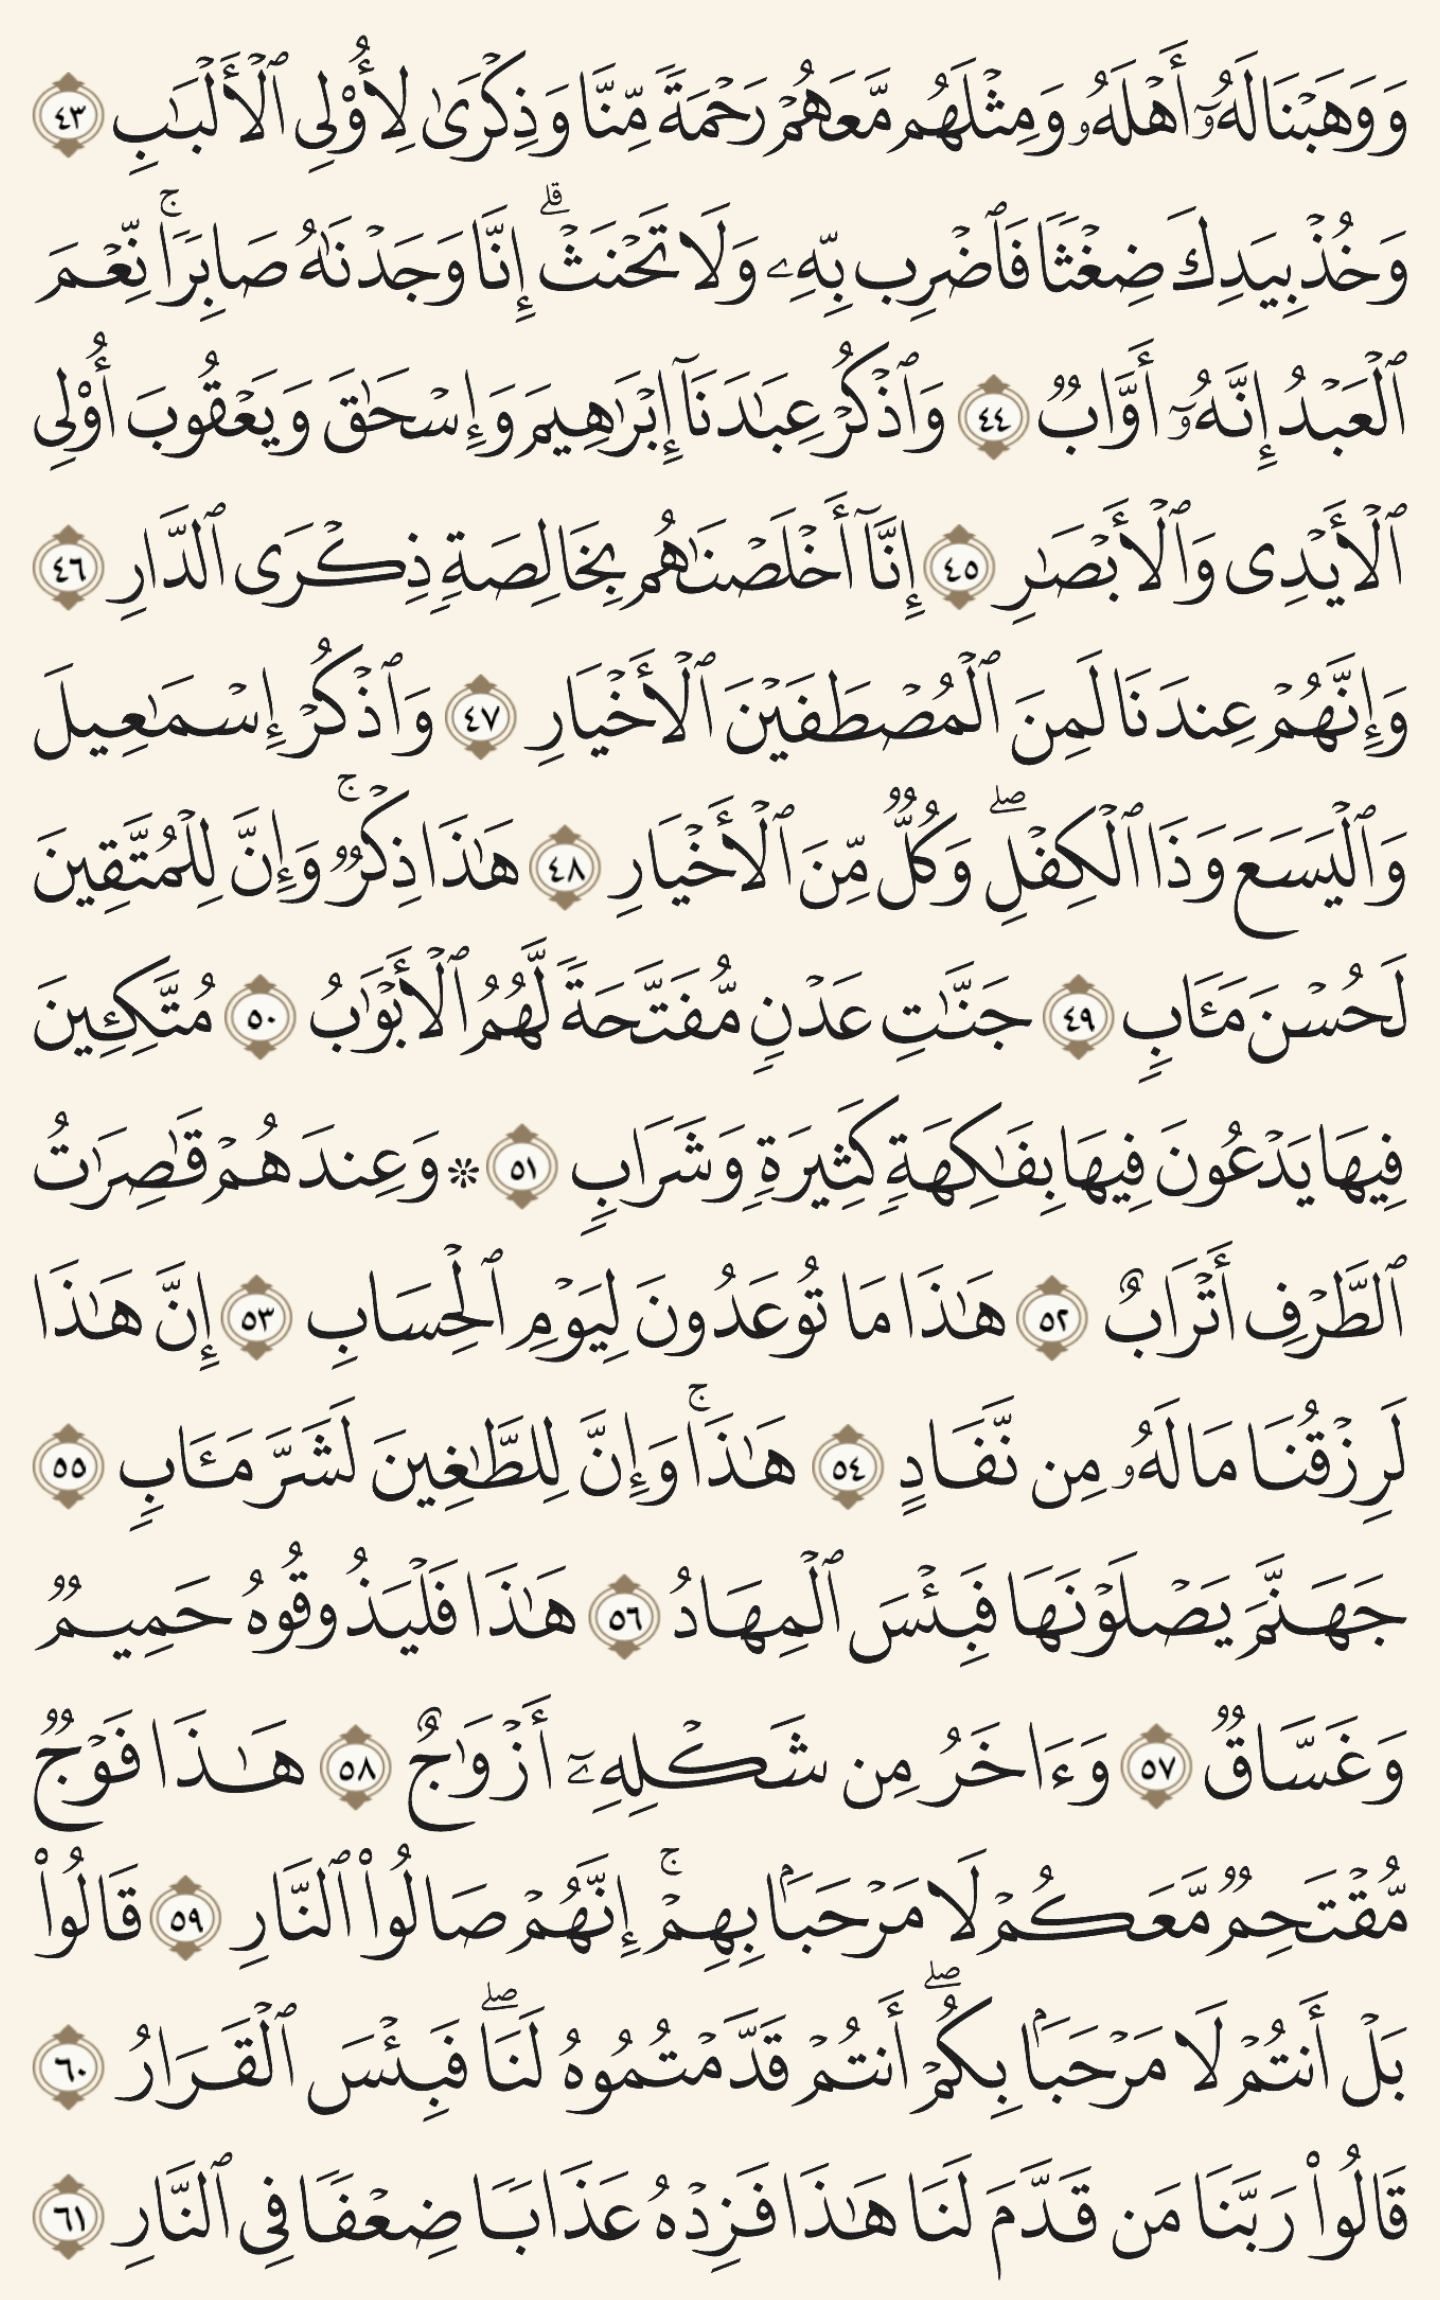 وَوَهَبۡنَا لَهُۥٓ أَهۡلَهُۥ وَمِثۡلَهُم مَّعَهُمۡ رَحۡمَةٗ مِّنَّا وَذِكۡرَىٰ لِأُوْلِي ٱلۡأَلۡبَٰبِ ٤٣
وَخُذۡ بِيَدِكَ ضِغۡثٗا فَٱضۡرِب بِّهِۦ وَلَا تَحۡنَثۡۗ إِنَّا وَجَدۡنَٰهُ صَابِرٗاۚ نِّعۡمَ
ٱلۡعَبۡدُ إِنَّهُۥٓ أَوَّابٞ ٤٤ وَٱذۡكُرۡ عِبَٰدَنَآ إِبۡرَٰهِيمَ وَإِسۡحَٰقَ وَيَعۡقُوبَ أُوْلِي
ٱلۡأَيۡدِي وَٱلۡأَبۡصَٰرِ ٤٥ إِنَّآ أَخۡلَصۡنَٰهُم بِخَالِصَةٖ ذِكۡرَى ٱلدَّارِ ٤٦
وَإِنَّهُمۡ عِندَنَا لَمِنَ ٱلۡمُصۡطَفَيۡنَ ٱلۡأَخۡيَارِ ٤٧ وَٱذۡكُرۡ إِسۡمَٰعِيلَ
وَٱلۡيَسَعَ وَذَا ٱلۡكِفۡلِۖ وَكُلّٞ مِّنَ ٱلۡأَخۡيَارِ ٤٨ هَٰذَا ذِكۡرٞۚ وَإِنَّ لِلۡمُتَّقِينَ
لَحُسۡنَ مَـَٔابٖ ٤٩ جَنَّٰتِ عَدۡنٖ مُّفَتَّحَةٗ لَّهُمُ ٱلۡأَبۡوَٰبُ ٥٠ مُتَّكِـِٔينَ
فِيهَا يَدۡعُونَ فِيهَا بِفَٰكِهَةٖ كَثِيرَةٖ وَشَرَابٖ ٥١ ۞ وَعِندَهُمۡ قَٰصِرَٰتُ
ٱلطَّرۡفِ أَتۡرَابٌ ٥٢ هَٰذَا مَا تُوعَدُونَ لِيَوۡمِ ٱلۡحِسَابِ ٥٣ إِنَّ هَٰذَا
لَرِزۡقُنَا مَا لَهُۥ مِن نَّفَادٍ ٥٤ هَٰذَاۚ وَإِنَّ لِلطَّٰغِينَ لَشَرَّ مَـَٔابٖ ٥٥
جَهَنَّمَ يَصۡلَوۡنَهَا فَبِئۡسَ ٱلۡمِهَادُ ٥٦ هَٰذَا فَلۡيَذُوقُوهُ حَمِيمٞ
وَغَسَّاقٞ ٥٧ وَءَاخَرُ مِن شَكۡلِهِۦٓ أَزۡوَٰجٌ ٥٨ هَٰذَا فَوۡجٞ
مُّقۡتَحِمٞ مَّعَكُمۡ لَا مَرۡحَبَۢا بِهِمۡۚ إِنَّهُمۡ صَالُواْ ٱلنَّارِ ٥٩ قَالُواْ
بَلۡ أَنتُمۡ لَا مَرۡحَبَۢا بِكُمۡۖ أَنتُمۡ قَدَّمۡتُمُوهُ لَنَاۖ فَبِئۡسَ ٱلۡقَرَارُ ٦٠
قَالُواْ رَبَّنَا مَن قَدَّمَ لَنَا هَٰذَا فَزِدۡهُ عَذَابٗا ضِعۡفٗا فِي ٱلنَّارِ ٦١